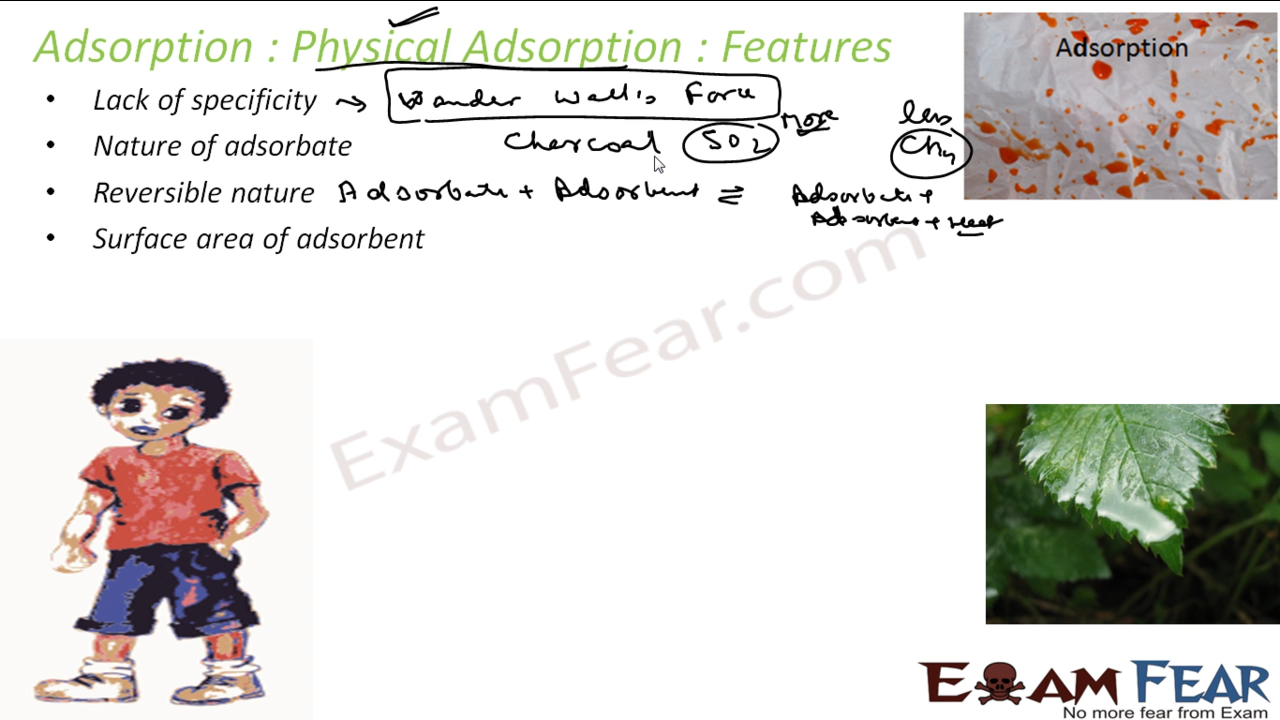 Adsorption : Physical Adsorption : Features
Adsorption
• Lack of specificity → Vander Wall's Force
• Nature of adsorbate Charcoal SO2 More less CH4
• Reversible nature Adsorbate + Adsorbent ⇌ Adsorbate +
Adsorbent + Heat
• Surface area of adsorbent
ExamFear.com
EXAM FEAR
No more fear from Exam